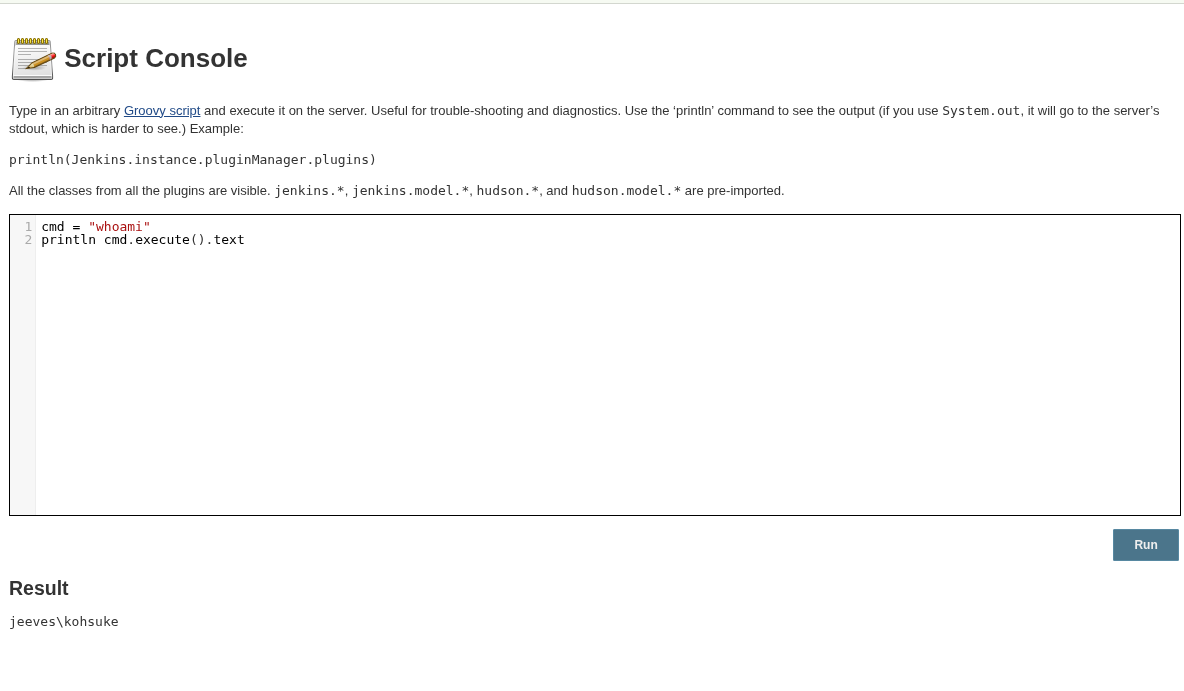 Script Console
Type in an arbitrary Groovy script and execute it on the server. Useful for trouble-shooting and diagnostics. Use the ‘println’ command to see the output (if you use System.out, it will go to the server’s
stdout, which is harder to see.) Example:
println(Jenkins.instance.pluginManager.plugins)
All the classes from all the plugins are visible. jenkins.*, jenkins.model.*, hudson.*, and hudson.model.* are pre-imported.
1 cmd = "whoami"
2 println cmd.execute().text
Run
Result
jeeves\kohsuke